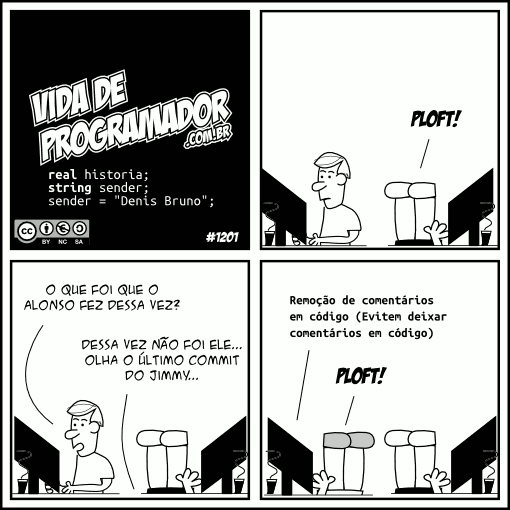 VIDA DE
PROGRAMADOR
.COM.BR
real historia;
string sender;
sender = "Denis Bruno";
cc
BY NC SA
#1201
PLOFT!
O QUE FOI QUE O
ALONSO FEZ DESSA VEZ?
DESSA VEZ NÃO FOI ELE...
OLHA O ÚLTIMO COMMIT
DO JIMMY...
Remoção de comentários
em código (Evitem deixar
comentários em código)
PLOFT!